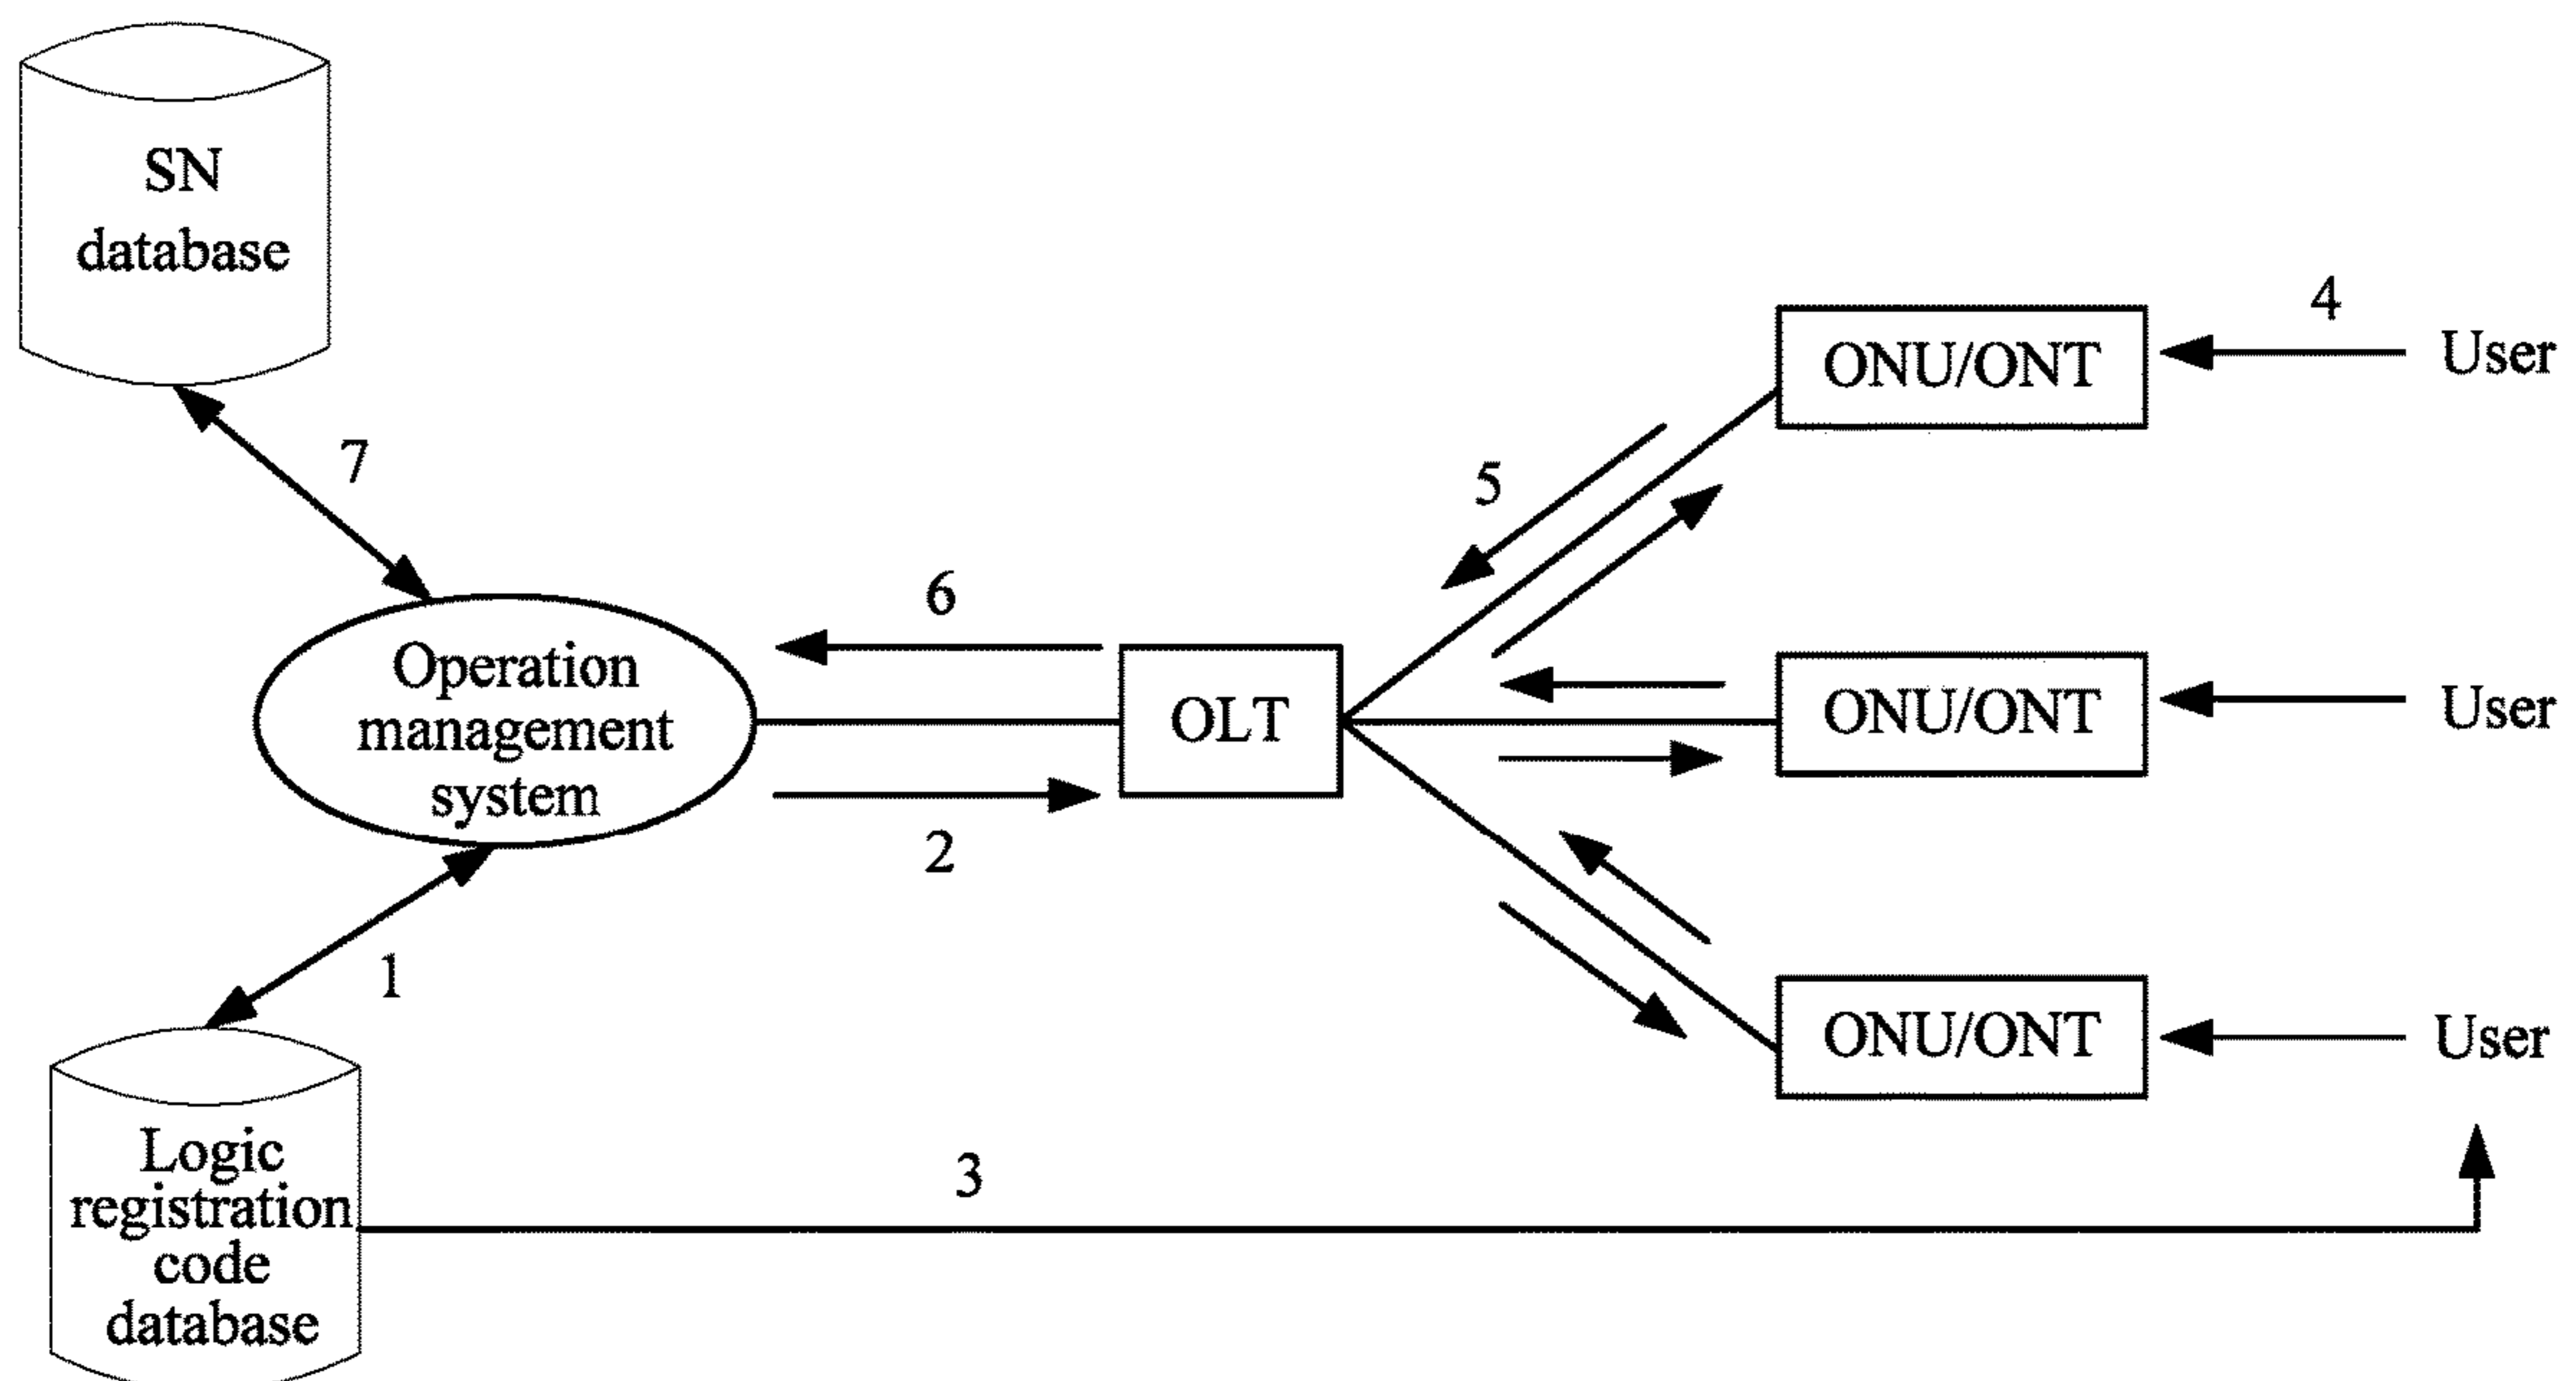 SN
database
4
ONU/ONT
User
7
5
6
Operation
management
system
OLT
ONU/ONT
User
2
1
ONU/ONT
User
Logic
registration
code
database
3